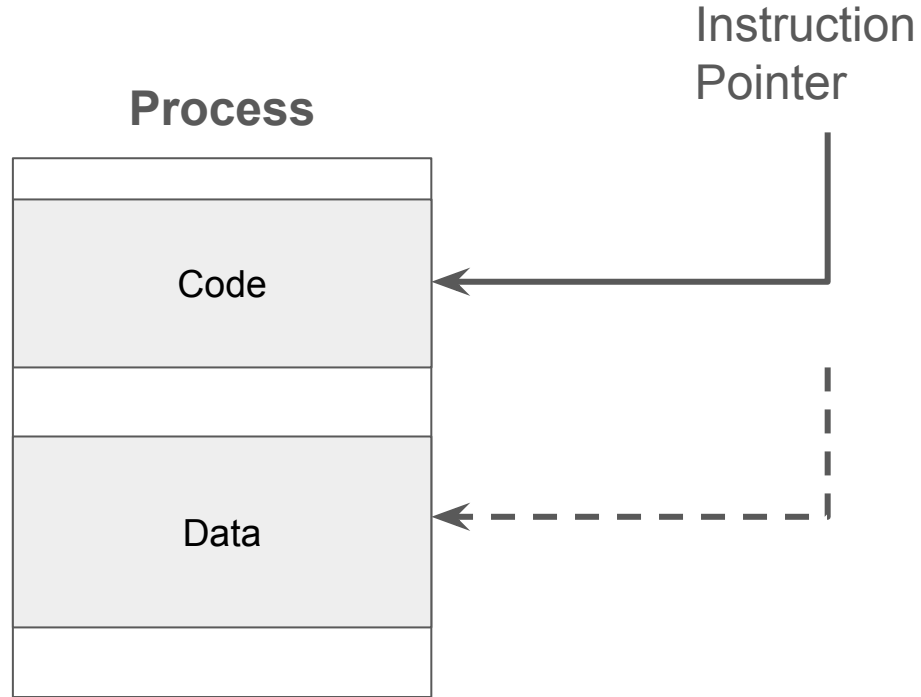 Instruction
Pointer
Process
Code
Data